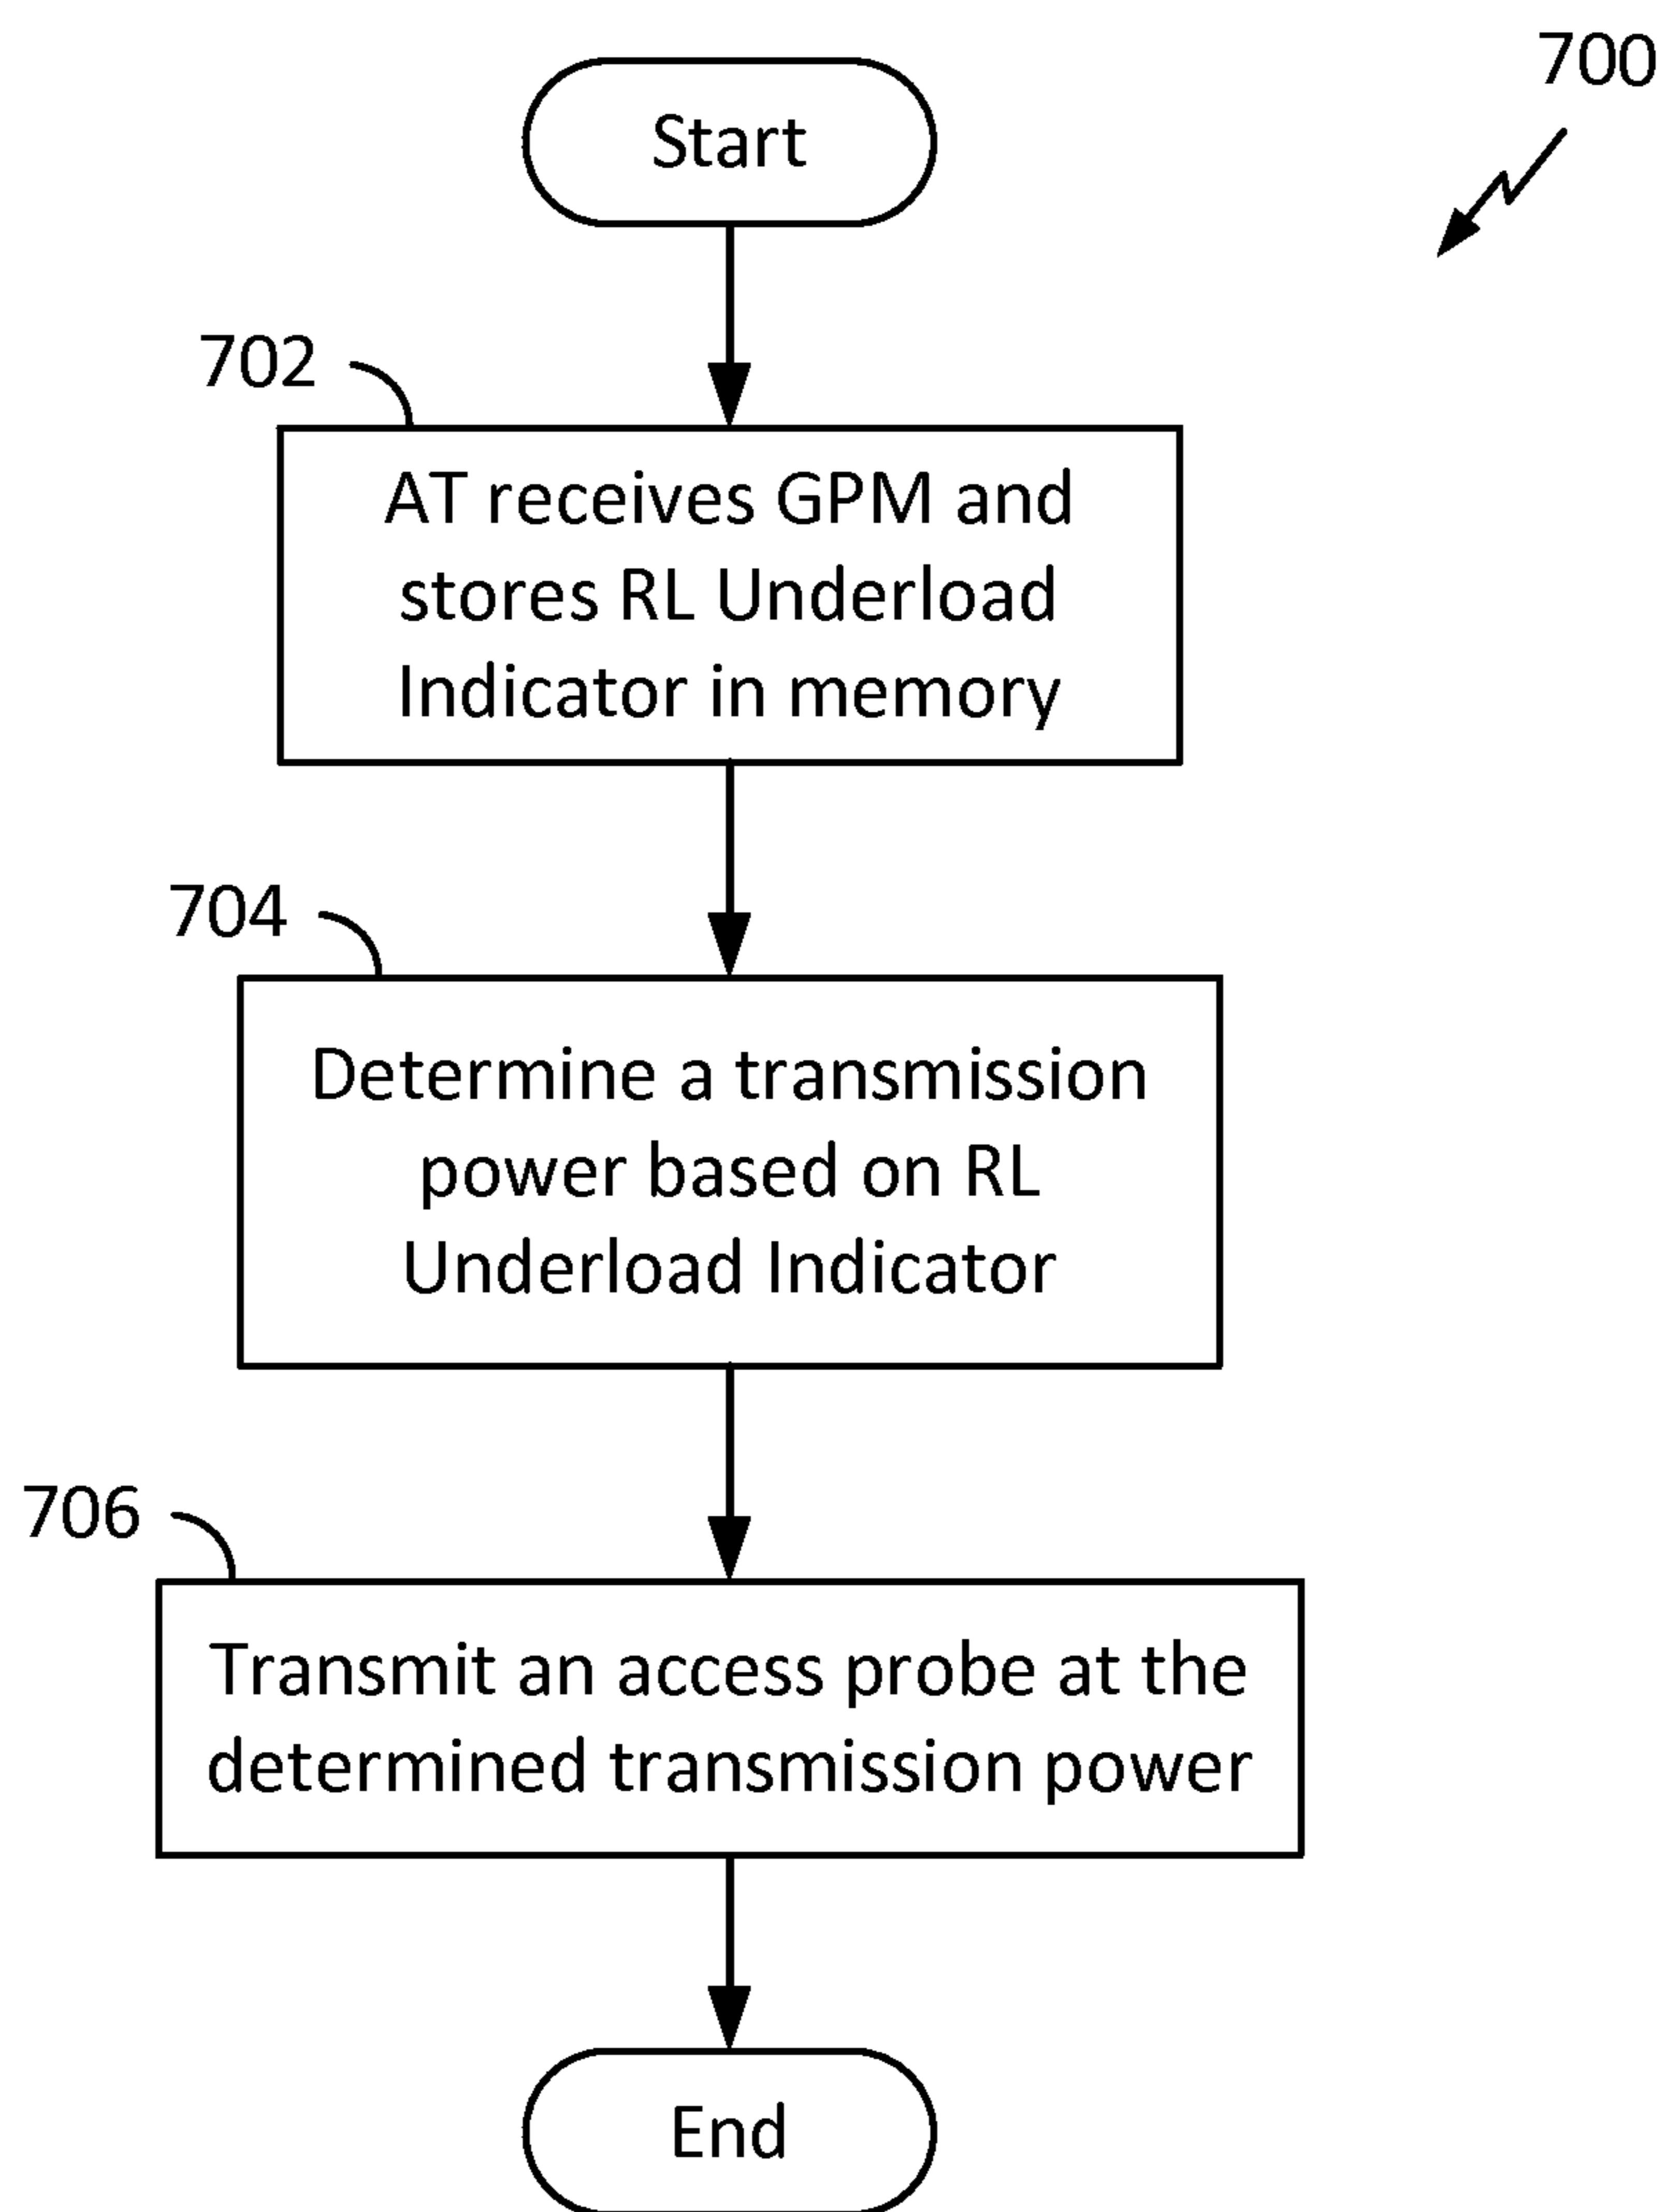 700
Start
702
AT receives GPM and
stores RL Underload
Indicator in memory
704
Determine a transmission
power based on RL
Underload Indicator
706
Transmit an access probe at the
determined transmission power
End